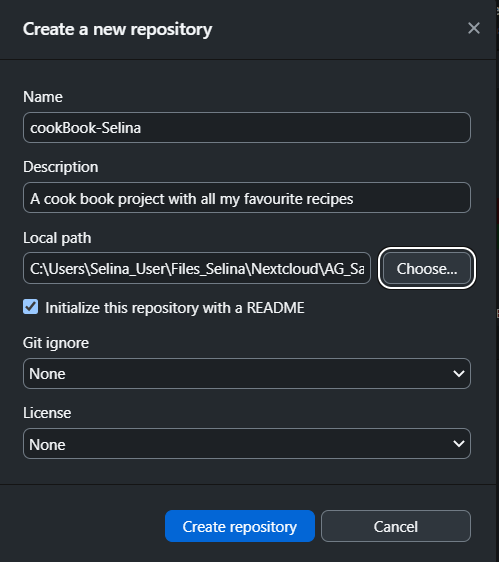 Create a new repository
Name
cookBook-Selina
Description
A cook book project with all my favourite recipes
Local path
C:\Users\Selina_User\Files_Selina\Nextcloud\AG_Sa
Choose...
Initialize this repository with a README
Git ignore
None
License
None
Create repository
Cancel